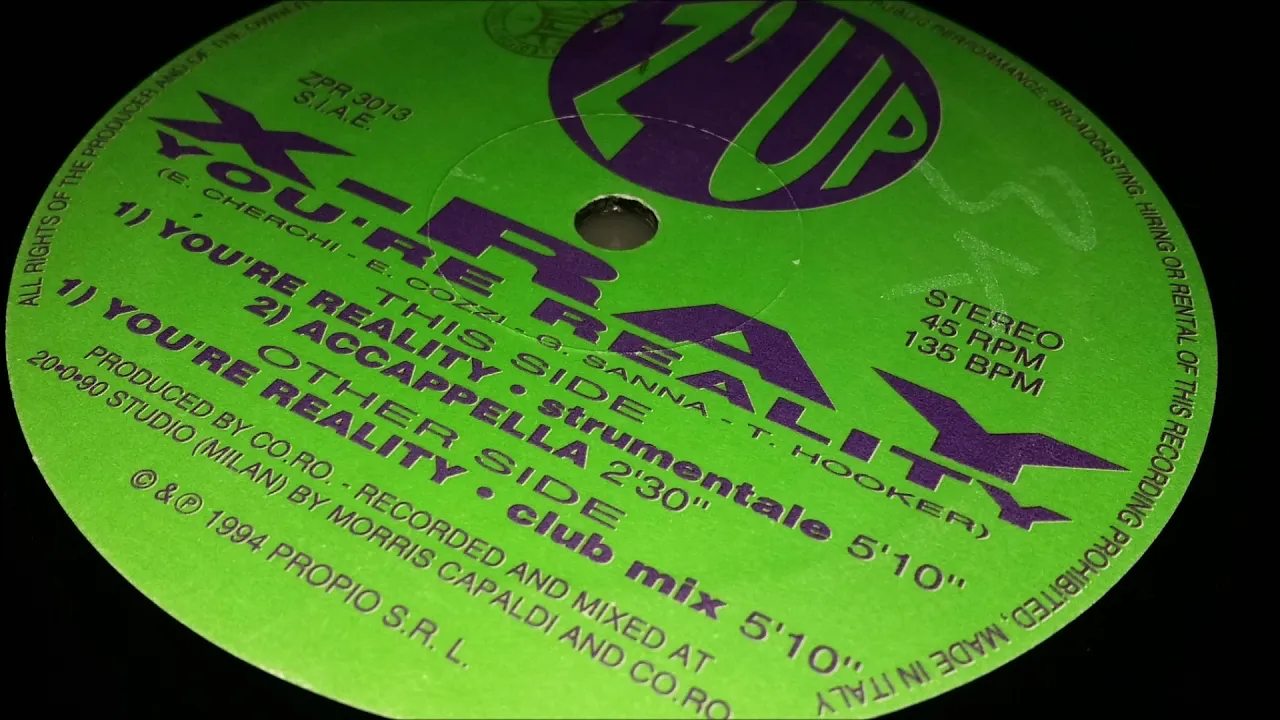 Z'UP
ZPR 3013
S.I.A.E.
X-RAY
YOU'RE REALITY
(E. CHERCHI - E. COZZI - G. SANNA - T. HOOKER)
STEREO
45 RPM
135 BPM
THIS SIDE
1) YOU'RE REALITY • strumentale 5'10"
2) ACCAPPELLA 2'30"
OTHER SIDE
1) YOU'RE REALITY • club mix 5'10"
PRODUCED BY CO.RO. - RECORDED AND MIXED AT
20•0•90 STUDIO (MILAN) BY MORRIS CAPALDI AND CO.RO
© & ℗ 1994 PROPIO S.R. L.
ALL RIGHTS OF THE PRODUCER AND OF THE OWNER
PUBLIC PERFORMANCE, BROADCASTING, HIRING OR RENTAL OF THIS RECORDING PROHIBITED, MADE IN ITALY